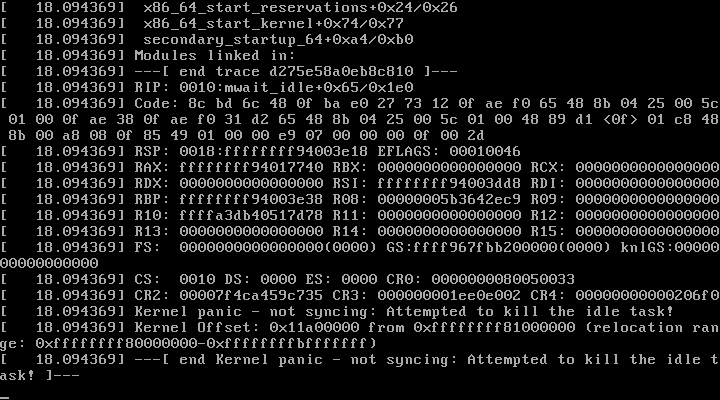 [   18.094369]  x86_64_start_reservations+0x24/0x26
[   18.094369]  x86_64_start_kernel+0x74/0x77
[   18.094369]  secondary_startup_64+0xa4/0xb0
[   18.094369] Modules linked in:
[   18.094369] ---[ end trace d275e58a0eb8c810 ]---
[   18.094369] RIP: 0010:mwait_idle+0x65/0x1e0
[   18.094369] Code: 8c bd 6c 48 0f ba e0 27 73 12 0f ae f0 65 48 8b 04 25 00 5c
 01 00 0f ae 38 0f ae f0 31 d2 65 48 8b 04 25 00 5c 01 00 48 89 d1 <0f> 01 c8 48
 8b 00 a8 08 0f 85 49 01 00 00 e9 07 00 00 00 0f 00 2d
[   18.094369] RSP: 0018:ffffffff94003e18 EFLAGS: 00010046
[   18.094369] RAX: ffffffff94017740 RBX: 0000000000000000 RCX: 0000000000000000
[   18.094369] RDX: 0000000000000000 RSI: ffffffff94003dd8 RDI: 0000000000000000
[   18.094369] RBP: ffffffff94003e38 R08: 00000005b3642ec9 R09: 0000000000000000
[   18.094369] R10: ffffa3db40517d78 R11: 0000000000000000 R12: 0000000000000000
[   18.094369] R13: 0000000000000000 R14: 0000000000000000 R15: 0000000000000000
[   18.094369] FS:  0000000000000000(0000) GS:ffff967fbb200000(0000) knlGS:00000
00000000000
[   18.094369] CS:  0010 DS: 0000 ES: 0000 CR0: 0000000080050033
[   18.094369] CR2: 00007f4ca459c735 CR3: 000000001ee0e002 CR4: 00000000000206f0
[   18.094369] Kernel panic - not syncing: Attempted to kill the idle task!
[   18.094369] Kernel Offset: 0x11a00000 from 0xffffffff81000000 (relocation ran
ge: 0xffffffff80000000-0xffffffffbfffffff)
[   18.094369] ---[ end Kernel panic - not syncing: Attempted to kill the idle t
ask! ]---